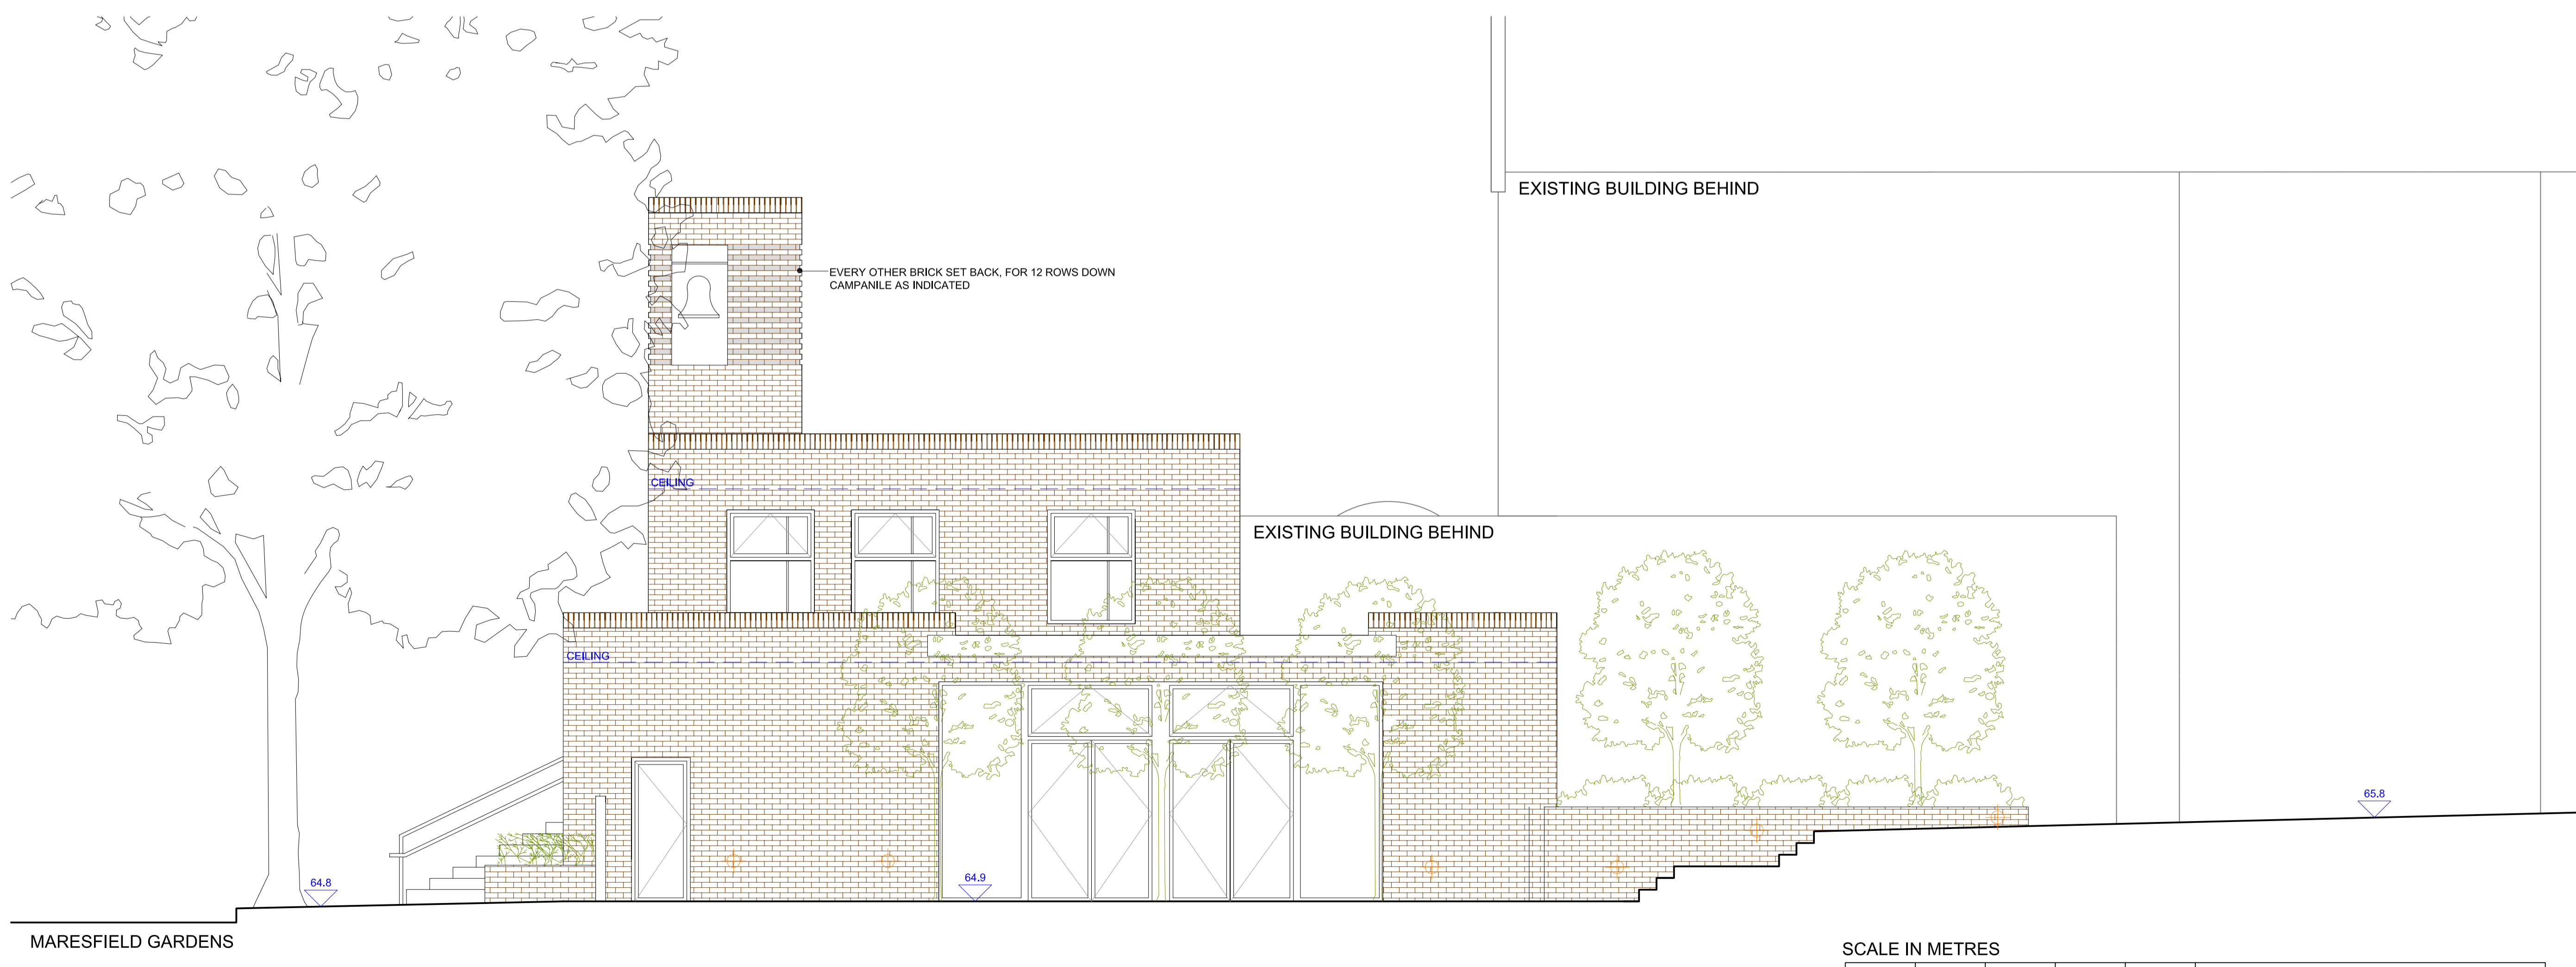 EXISTING BUILDING BEHIND
EVERY OTHER BRICK SET BACK, FOR 12 ROWS DOWN
CAMPANILE AS INDICATED
CEILING
EXISTING BUILDING BEHIND
CEILING
65.8
64.8
64.9
MARESFIELD GARDENS
SCALE IN METRES